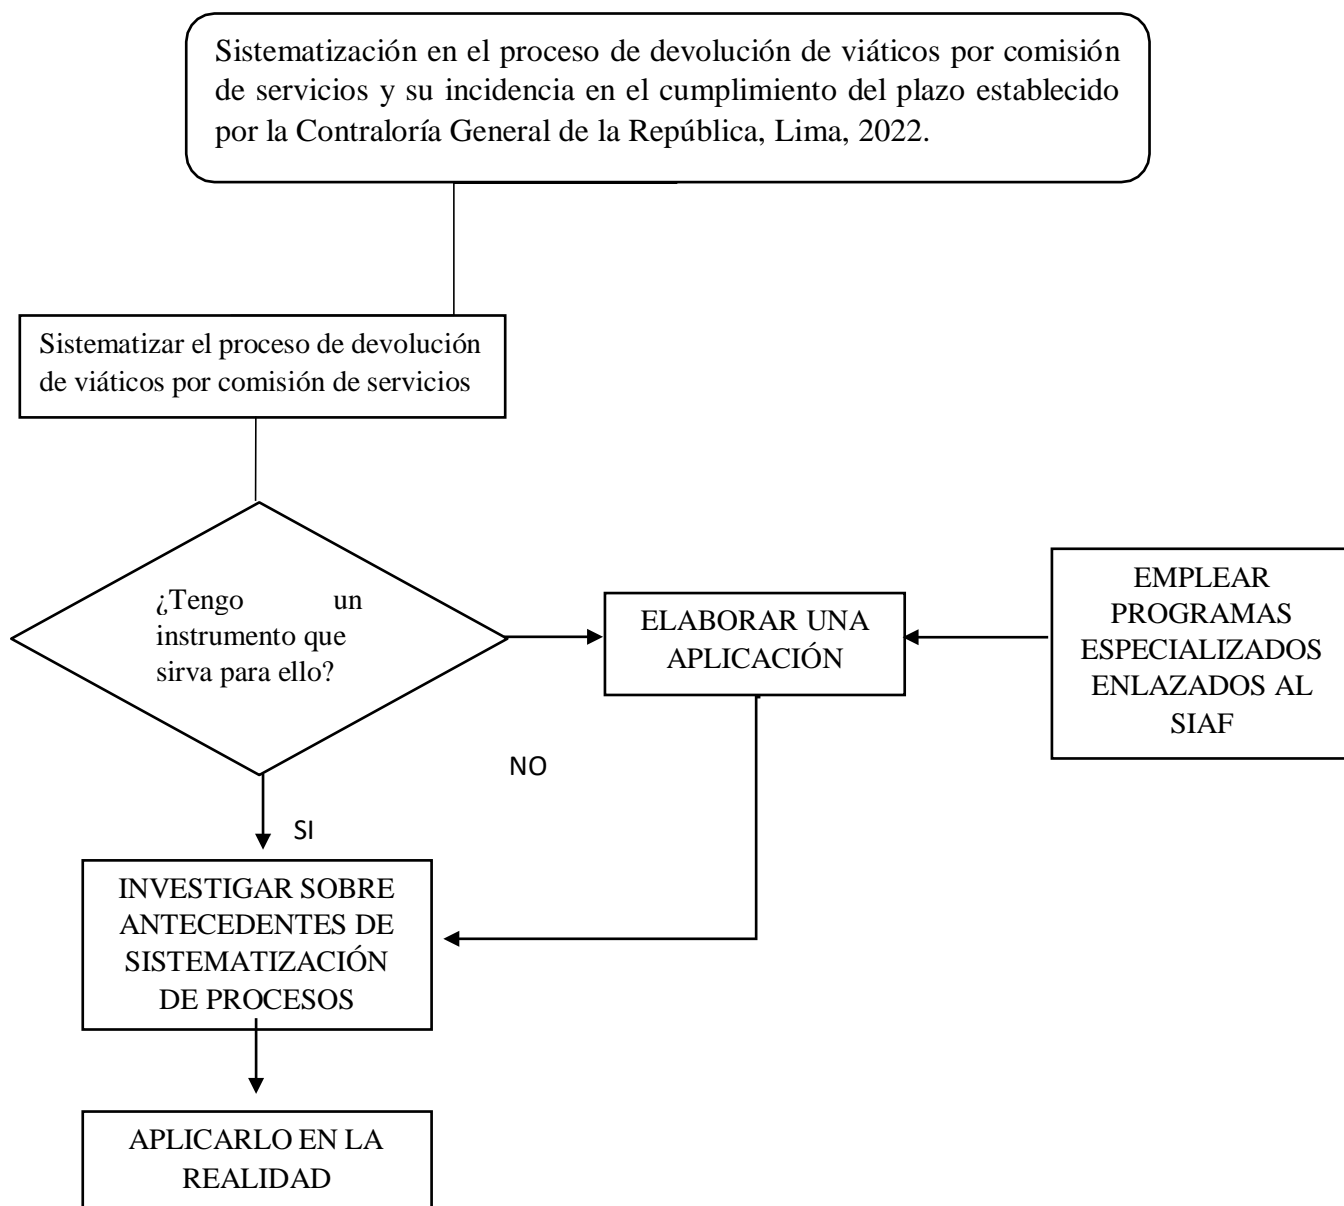 Sistematización en el proceso de devolución de viáticos por comisión
de servicios y su incidencia en el cumplimiento del plazo establecido
por la Contraloría General de la República, Lima, 2022.
Sistematizar el proceso de devolución
de viáticos por comisión de servicios
¿Tengo un
instrumento que
sirva para ello?
ELABORAR UNA
APLICACIÓN
EMPLEAR
PROGRAMAS
ESPECIALIZADOS
ENLAZADOS AL
SIAF
NO
SI
INVESTIGAR SOBRE
ANTECEDENTES DE
SISTEMATIZACIÓN
DE PROCESOS
APLICARLO EN LA
REALIDAD